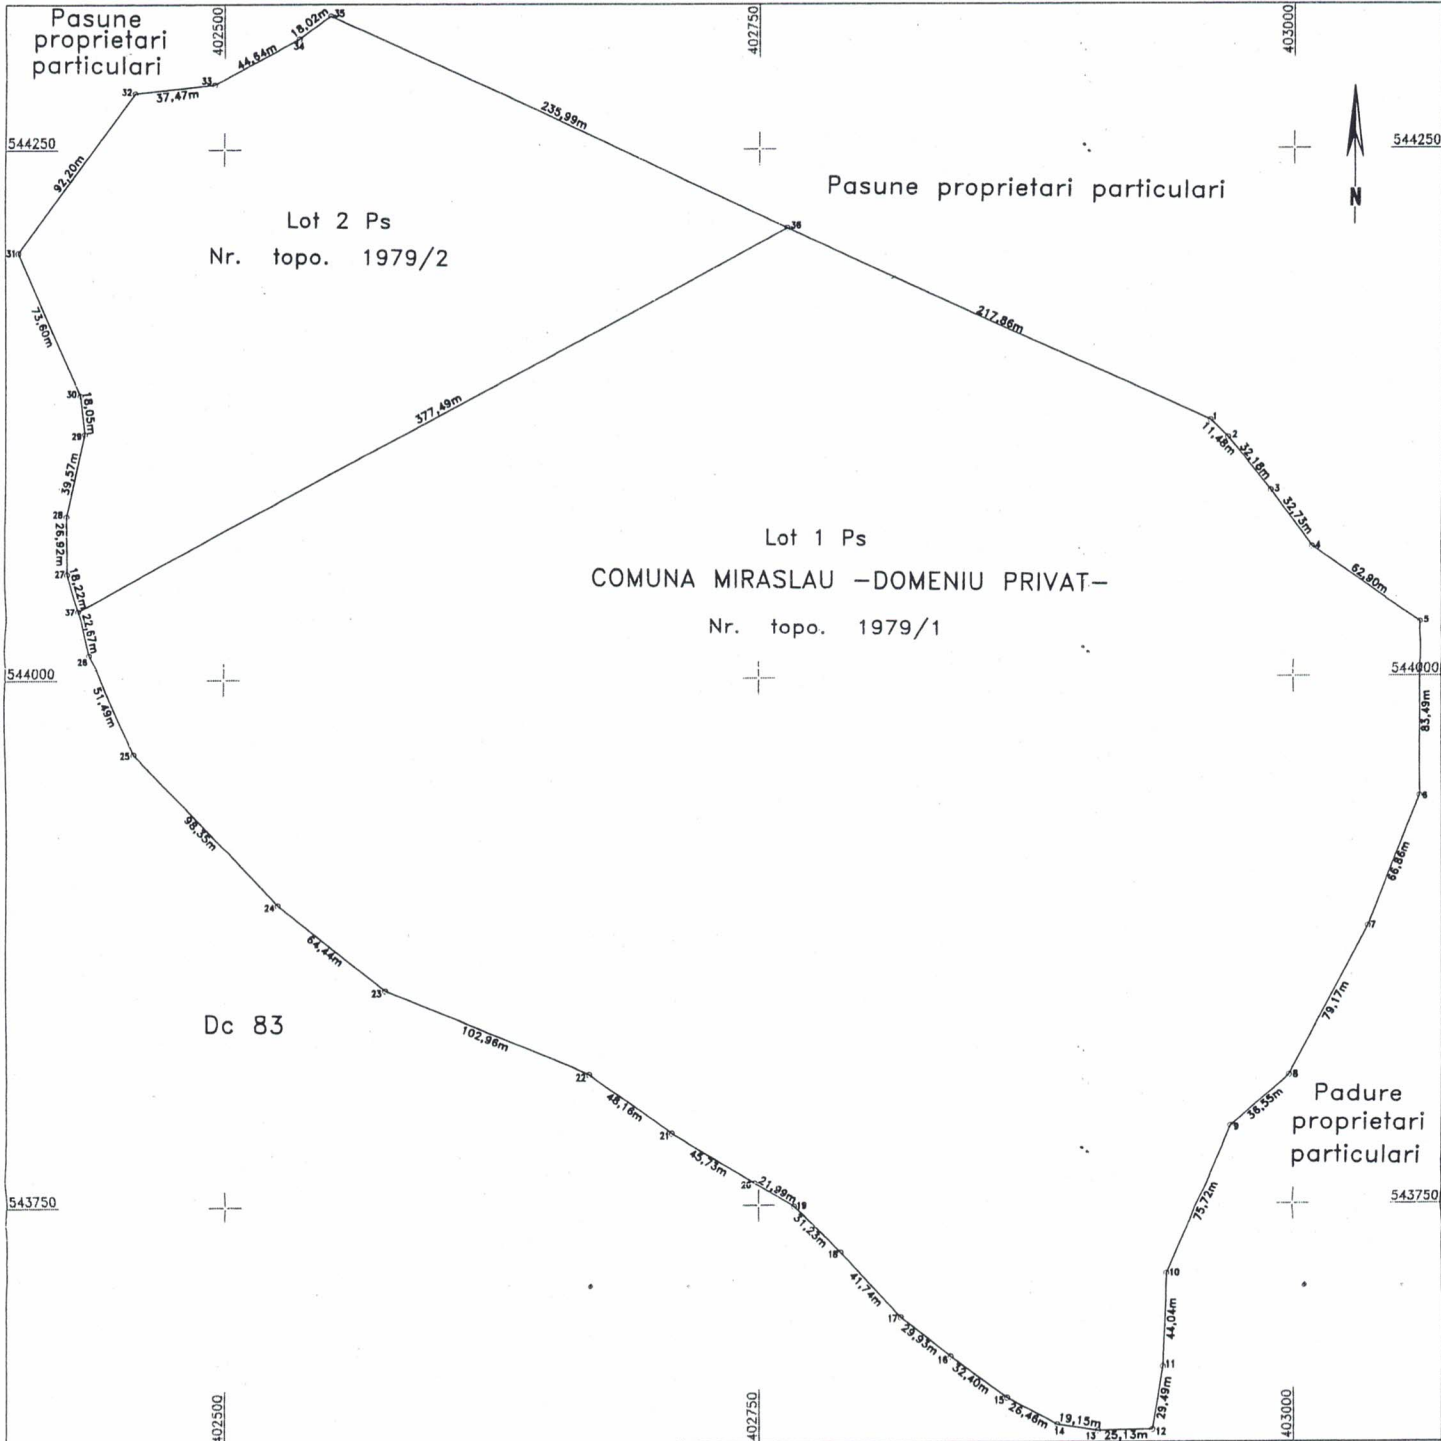 Pasune
proprietari
particulari
402500
402750
403000
18,02m
35
34
44,64m
33
32
37,47m
235,99m
544250
544250
92,20m
Pasune proprietari particulari
N
Lot 2 Ps
Nr. topo. 1979/2
36
31
73,60m
217,86m
30
18,05m
377,49m
1
2
11,48m
29
32,18m
39,57m
3
32,73m
28
Lot 1 Ps
4
26,92m
COMUNA MIRASLAU -DOMENIU PRIVAT-
62,90m
27
18,22m
37
Nr. topo. 1979/1
5
22,67m
26
544000
544000
51,49m
83,49m
25
6
98,35m
66,86m
24
7
64,44m
23
79,17m
Dc 83
102,96m
22
8
Padure
proprietari
particulari
48,16m
36,55m
9
21
45,73m
20
21,99m
19
75,72m
543750
543750
31,23m
18
10
41,74m
17
44,04m
29,93m
16
11
32,40m
15
26,46m
29,49m
14
19,15m
13
25,13m
12
402500
402750
403000